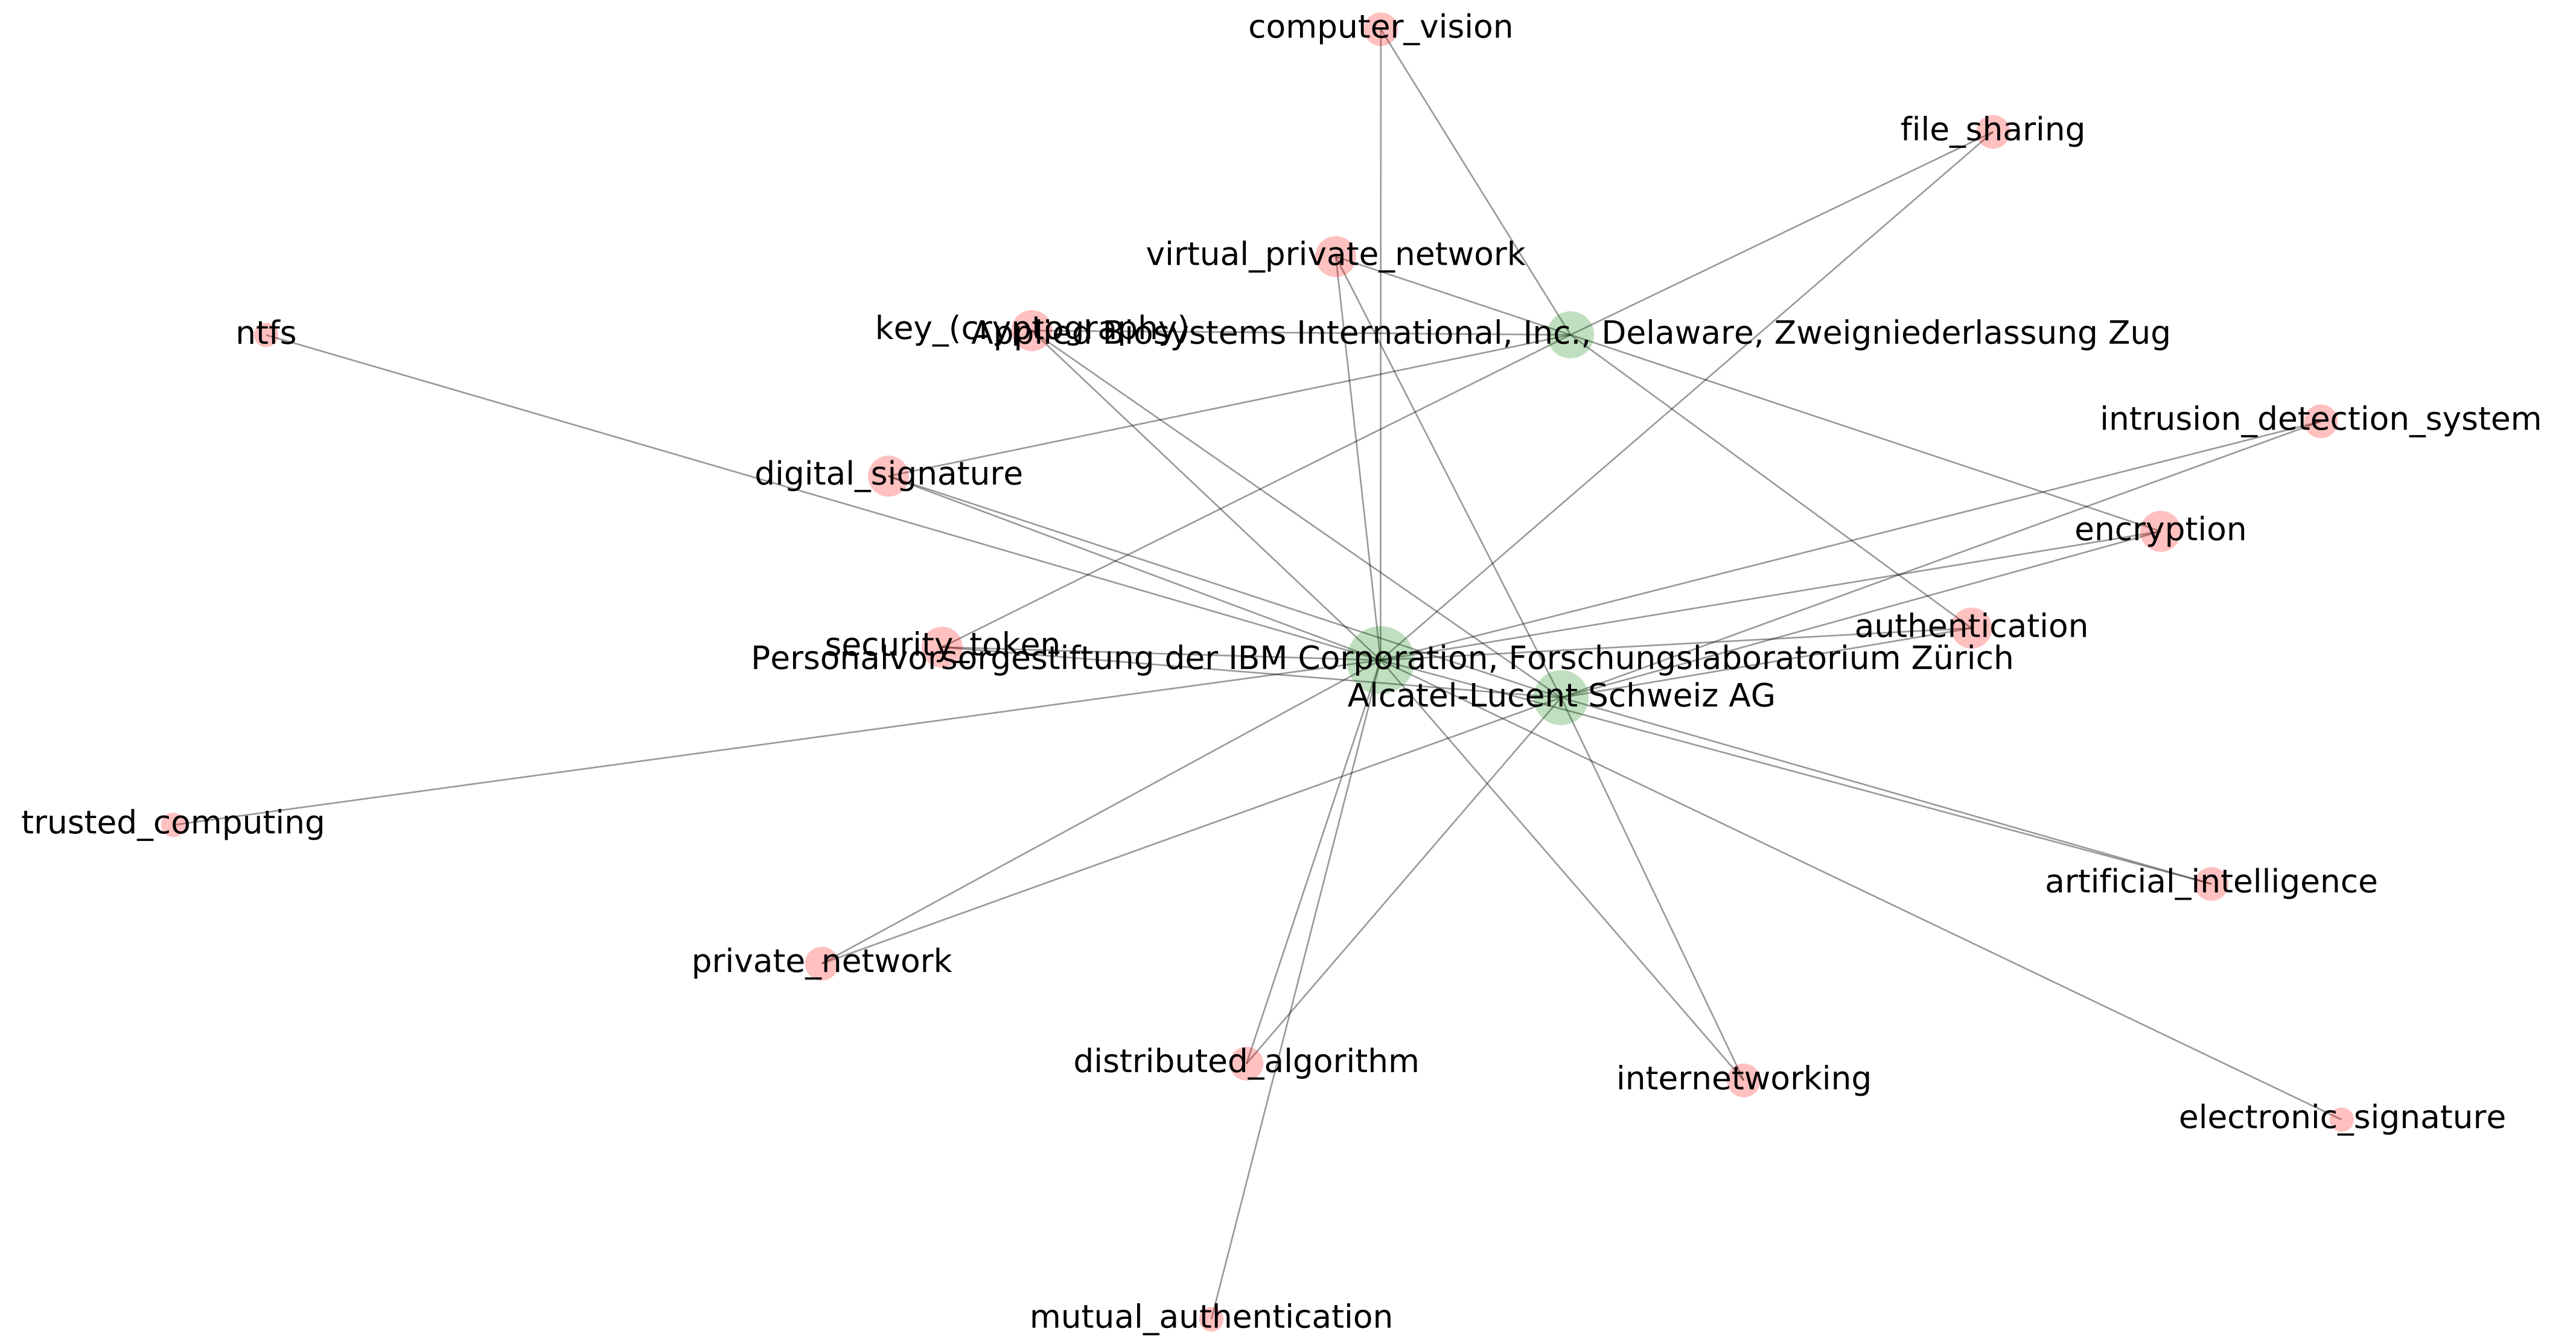 computer_vision
file_sharing
virtual_private_network
key_(cryptography)
Applied Biosystems International, Inc., Delaware, Zweigniederlassung Zug
ntfs
intrusion_detection_system
digital_signature
encryption
authentication
security_token
Personalvorsorgestiftung der IBM Corporation, Forschungslaboratorium Zürich
Alcatel-Lucent Schweiz AG
trusted_computing
artificial_intelligence
private_network
distributed_algorithm
internetworking
electronic_signature
mutual_authentication